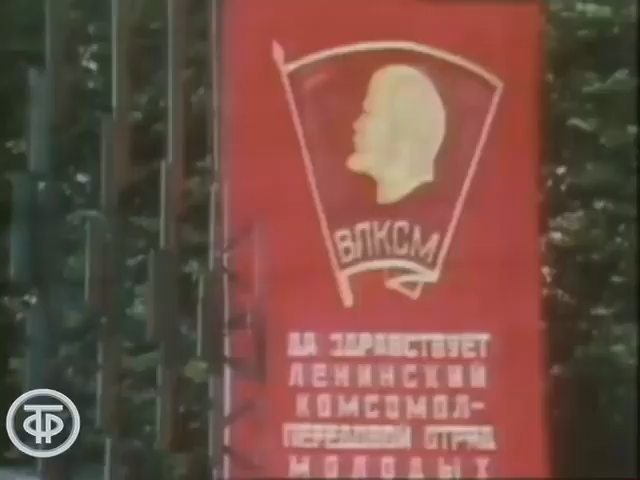 ВЛКСМ
ДА ЗДРАВСТВУЕТ
ЛЕНИНСКИЙ
КОМСОМОЛ-
ПЕРЕДОВОЙ ОТРЯД
МОЛОДЫХ